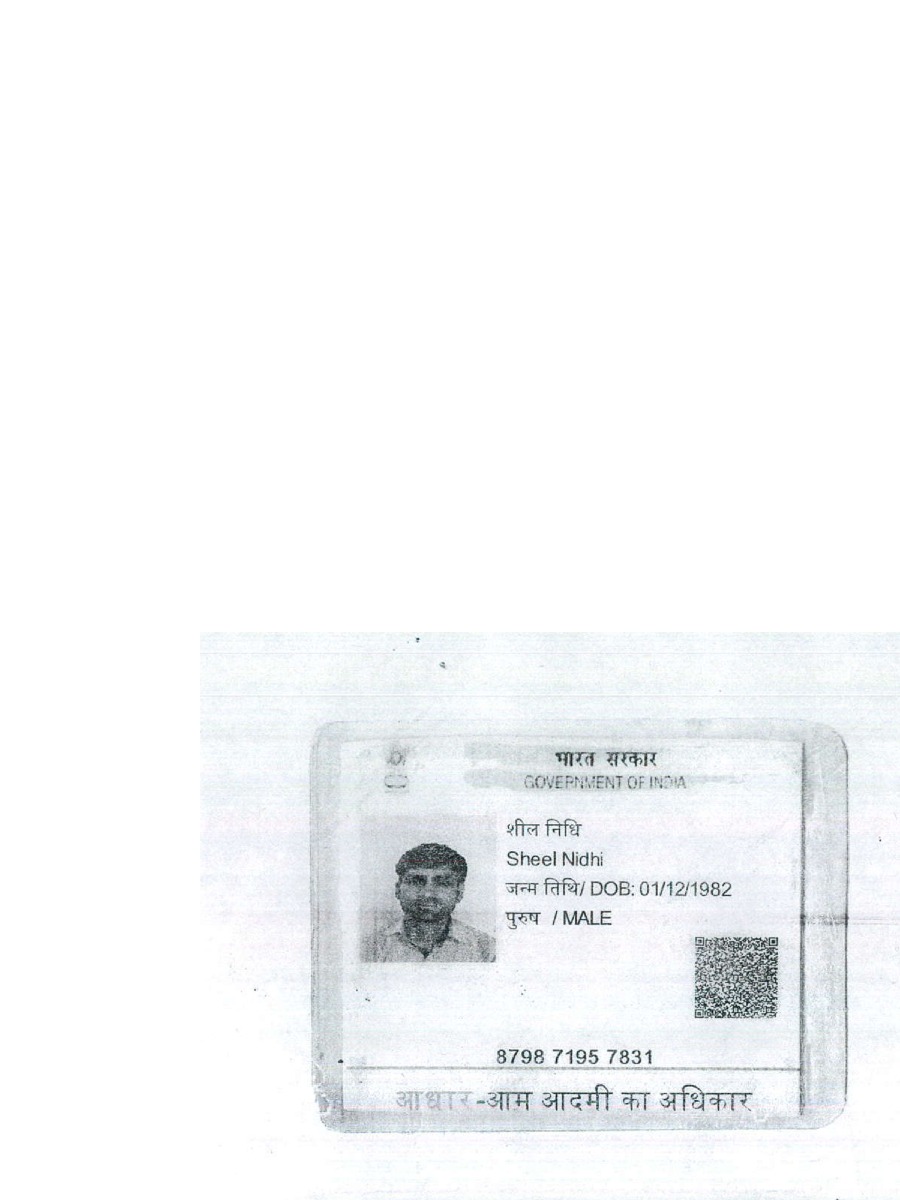 भारत सरकार
GOVERNMENT OF INDIA
शील निधि
Sheel Nidhi
जन्म तिथि/ DOB: 01/12/1982
पुरुष / MALE
8798 7195 7831
आधार-आम आदमी का अधिकार